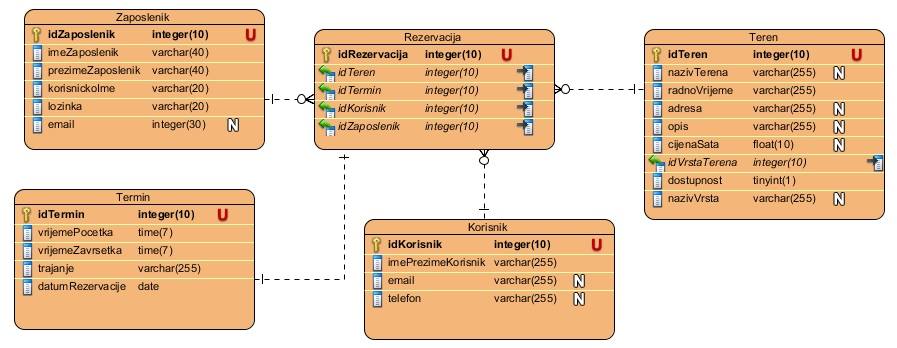 Zaposlenik
idZaposlenik integer(10) U
imeZaposlenik varchar(40)
prezimeZaposlenik varchar(40)
korisnickoIme varchar(20)
lozinka varchar(20)
email integer(30) N
Rezervacija
idRezervacija integer(10) U
idTeren integer(10)
idTermin integer(10)
idKorisnik integer(10)
idZaposlenik integer(10)
Teren
idTeren integer(10) U
nazivTerena varchar(255) N
radnoVrijeme varchar(255)
adresa varchar(255) N
opis varchar(255) N
cijenaSata float(10) N
idVrstaTerena integer(10)
dostupnost tinyint(1)
nazivVrsta varchar(255) N
Termin
idTermin integer(10) U
vrijemePocetka time(7)
vrijemeZavrsetka time(7)
trajanje varchar(255)
datumRezervacije date
Korisnik
idKorisnik integer(10) U
imePrezimeKorisnik varchar(255)
email varchar(255) N
telefon varchar(255) N